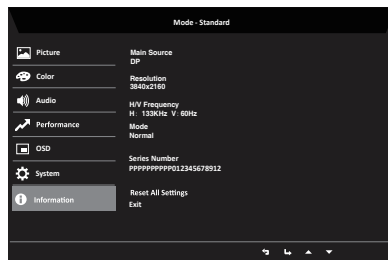 Mode - Standard
Picture
Color
Audio
Performance
OSD
System
Information
Main Source
DP
Resolution
3840x2160
H/V Frequency
H: 133KHz V: 60Hz
Mode
Normal
Series Number
PPPPPPPPPP012345678912
Reset All Settings
Exit